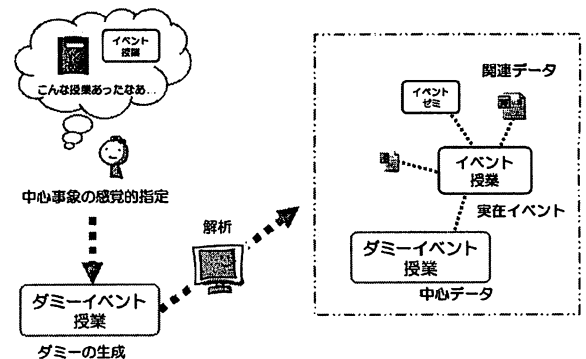 イベント
授業
こんな授業あったなあ..
中心事象の感覚的指定
解析
ダミーイベント
授業
ダミーの生成
関連データ
イベント
ゼミ
イベント
授業
実在イベント
ダミーイベント
授業
中心データ